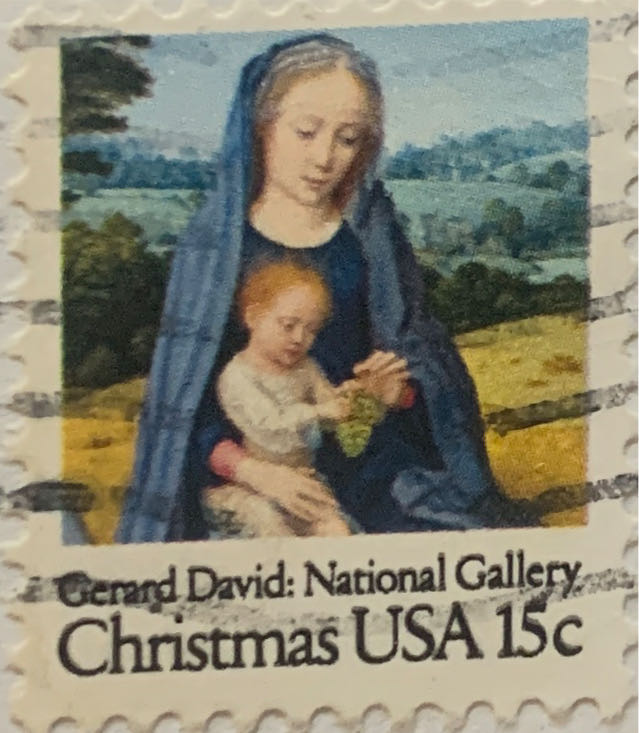 Gerard David: National Gallery
Christmas USA 15c